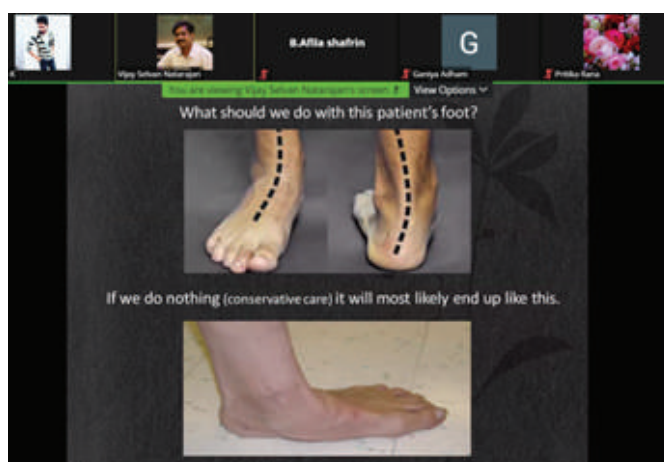 K
Vijay Selvan Natarajan
B.Afila shafrin
G
Ganiya Adham
Pritika Rana
You are viewing Vijay Selvan Natarajan's screen
View Options
What should we do with this patient's foot?
If we do nothing (conservative care) it will most likely end up like this.